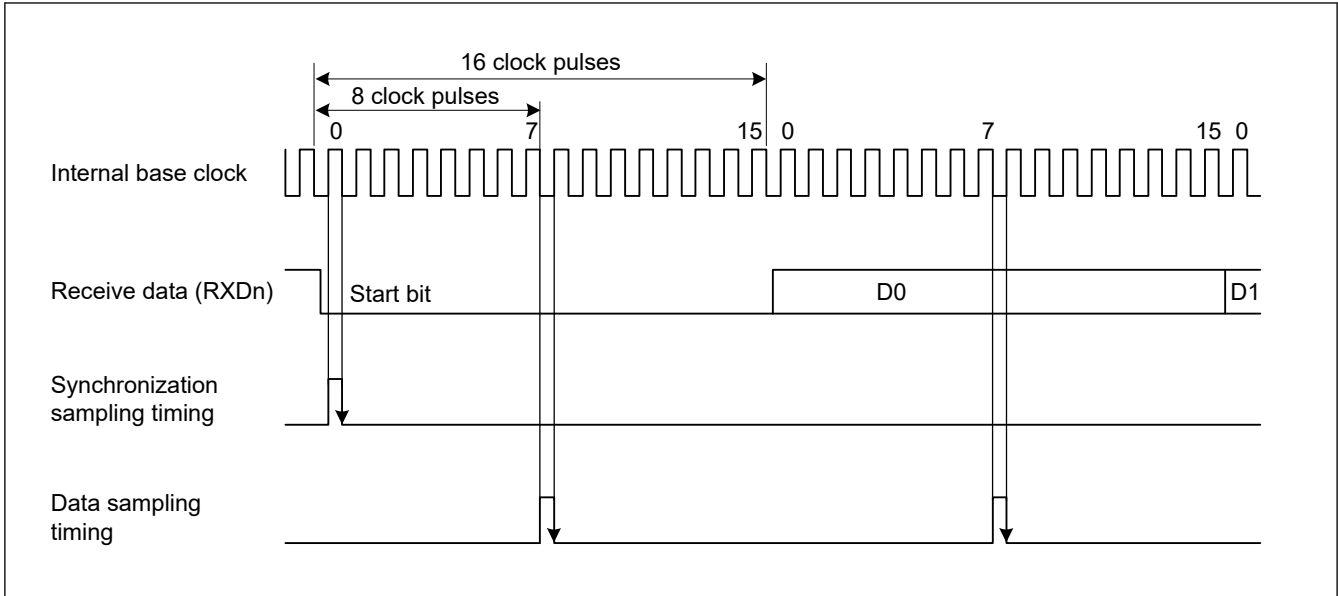 16 clock pulses
8 clock pulses
0 7 15 0 7 15 0
Internal base clock
Receive data (RXDn)
Start bit
D0
D1
Synchronization
sampling timing
Data sampling
timing